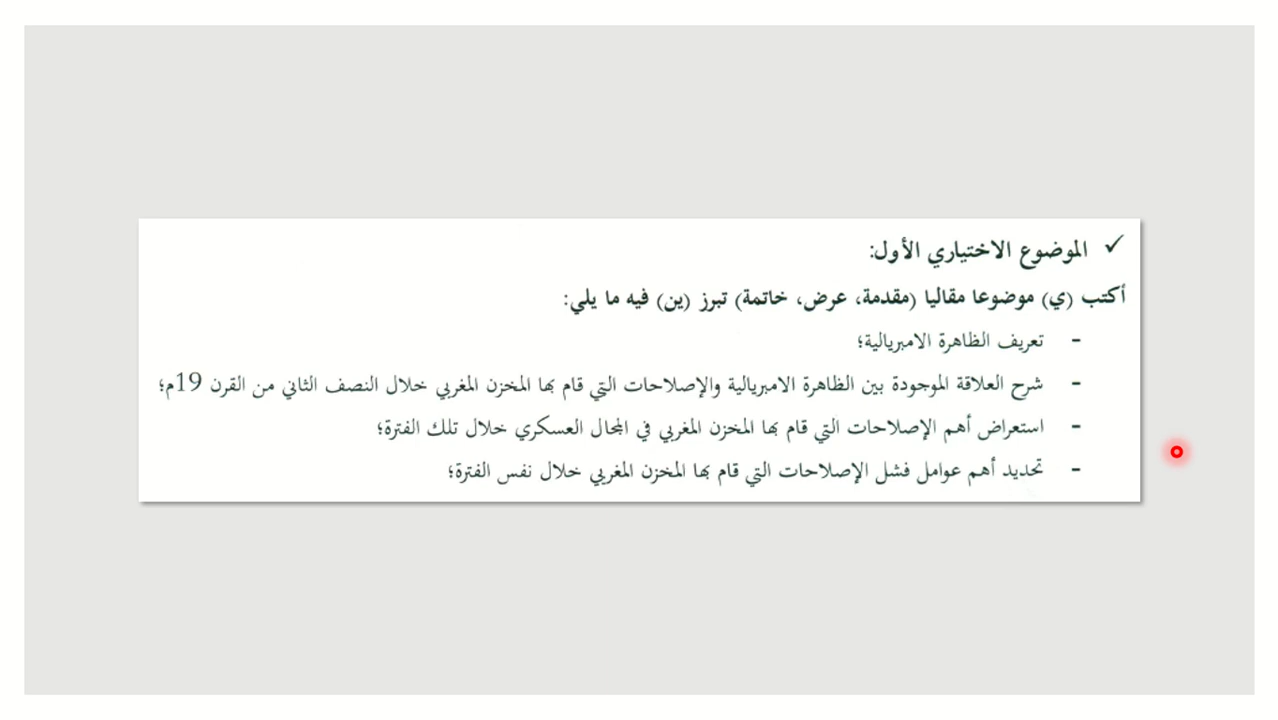 ✓ الموضوع الاختياري الأول:
أكتب (ي) موضوعا مقاليا (مقدمة، عرض، خاتمة) تبرز (ين) فيه ما يلي:
- تعريف الظاهرة الامبريالية؛
- شرح العلاقة الموجودة بين الظاهرة الامبريالية والإصلاحات التي قام بها المخزن المغربي خلال النصف الثاني من القرن 19م؛
- استعراض أهم الإصلاحات التي قام بها المخزن المغربي في المجال العسكري خلال تلك الفترة؛
- تحديد أهم عوامل فشل الإصلاحات التي قام بها المخزن المغربي خلال نفس الفترة؛